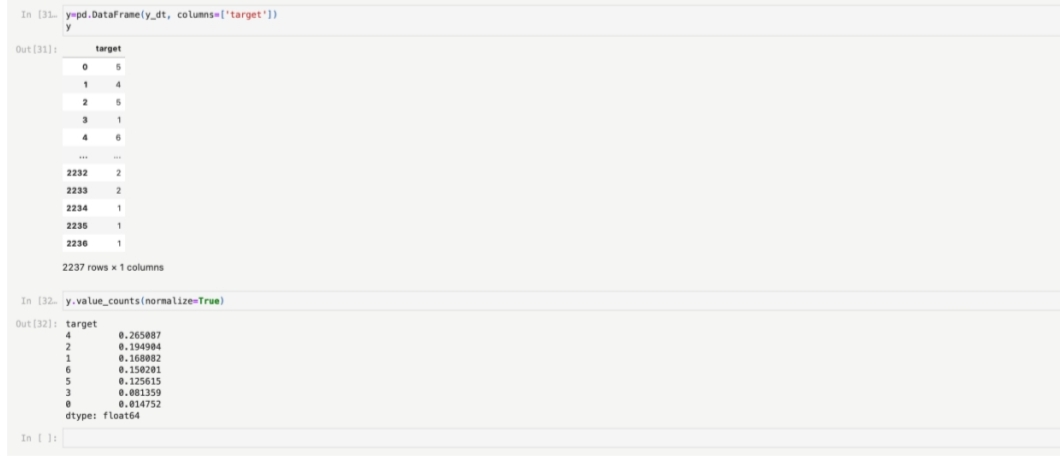 In [31… y=pd.DataFrame(y_dt, columns=['target'])
y
Out[31]: target
0 5
1 4
2 5
3 1
4 6
... ...
2232 2
2233 2
2234 1
2235 1
2236 1
2237 rows × 1 columns
In [32… y.value_counts(normalize=True)
Out[32]: target
4 0.265087
2 0.194904
1 0.168082
6 0.150201
5 0.125615
3 0.081359
0 0.014752
dtype: float64
In [ ]: